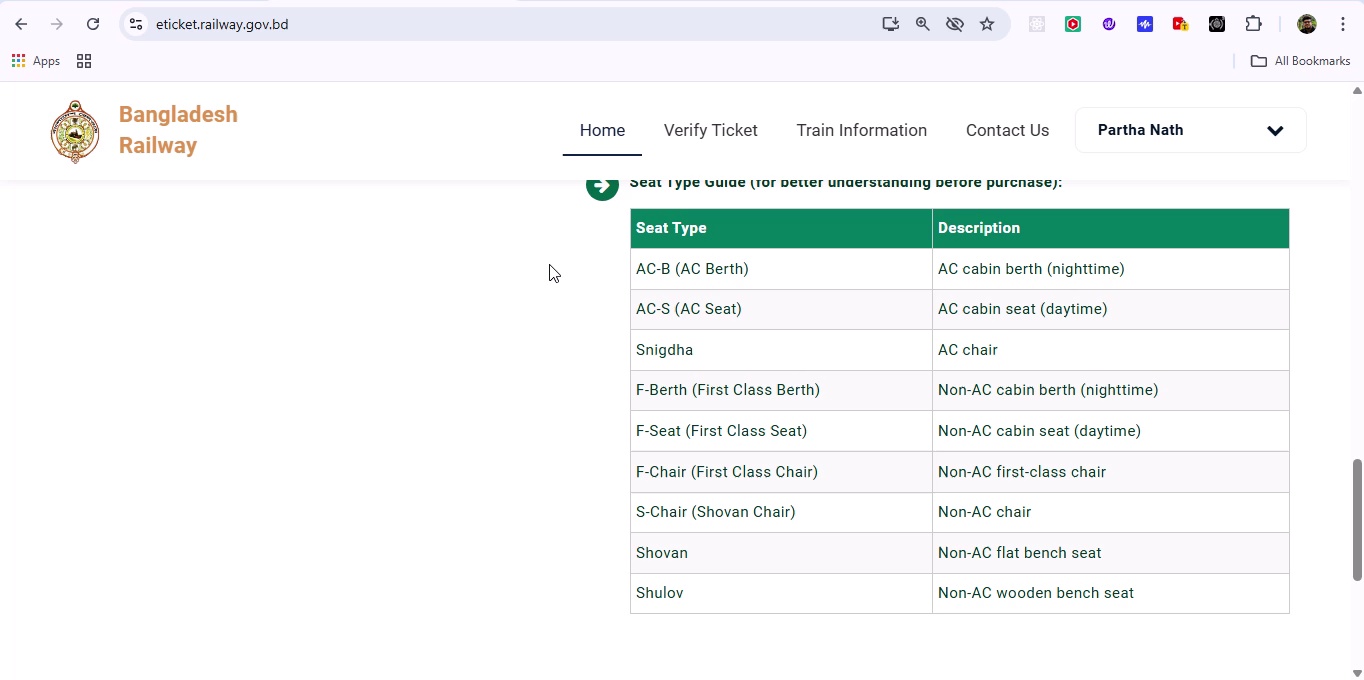 eticket.railway.gov.bd
Apps
All Bookmarks
Bangladesh
Railway
Home
Verify Ticket
Train Information
Contact Us
Partha Nath
Seat Type Guide (for better understanding before purchase):
Seat Type Description
AC-B (AC Berth) AC cabin berth (nighttime)
AC-S (AC Seat) AC cabin seat (daytime)
Snigdha AC chair
F-Berth (First Class Berth) Non-AC cabin berth (nighttime)
F-Seat (First Class Seat) Non-AC cabin seat (daytime)
F-Chair (First Class Chair) Non-AC first-class chair
S-Chair (Shovan Chair) Non-AC chair
Shovan Non-AC flat bench seat
Shulov Non-AC wooden bench seat